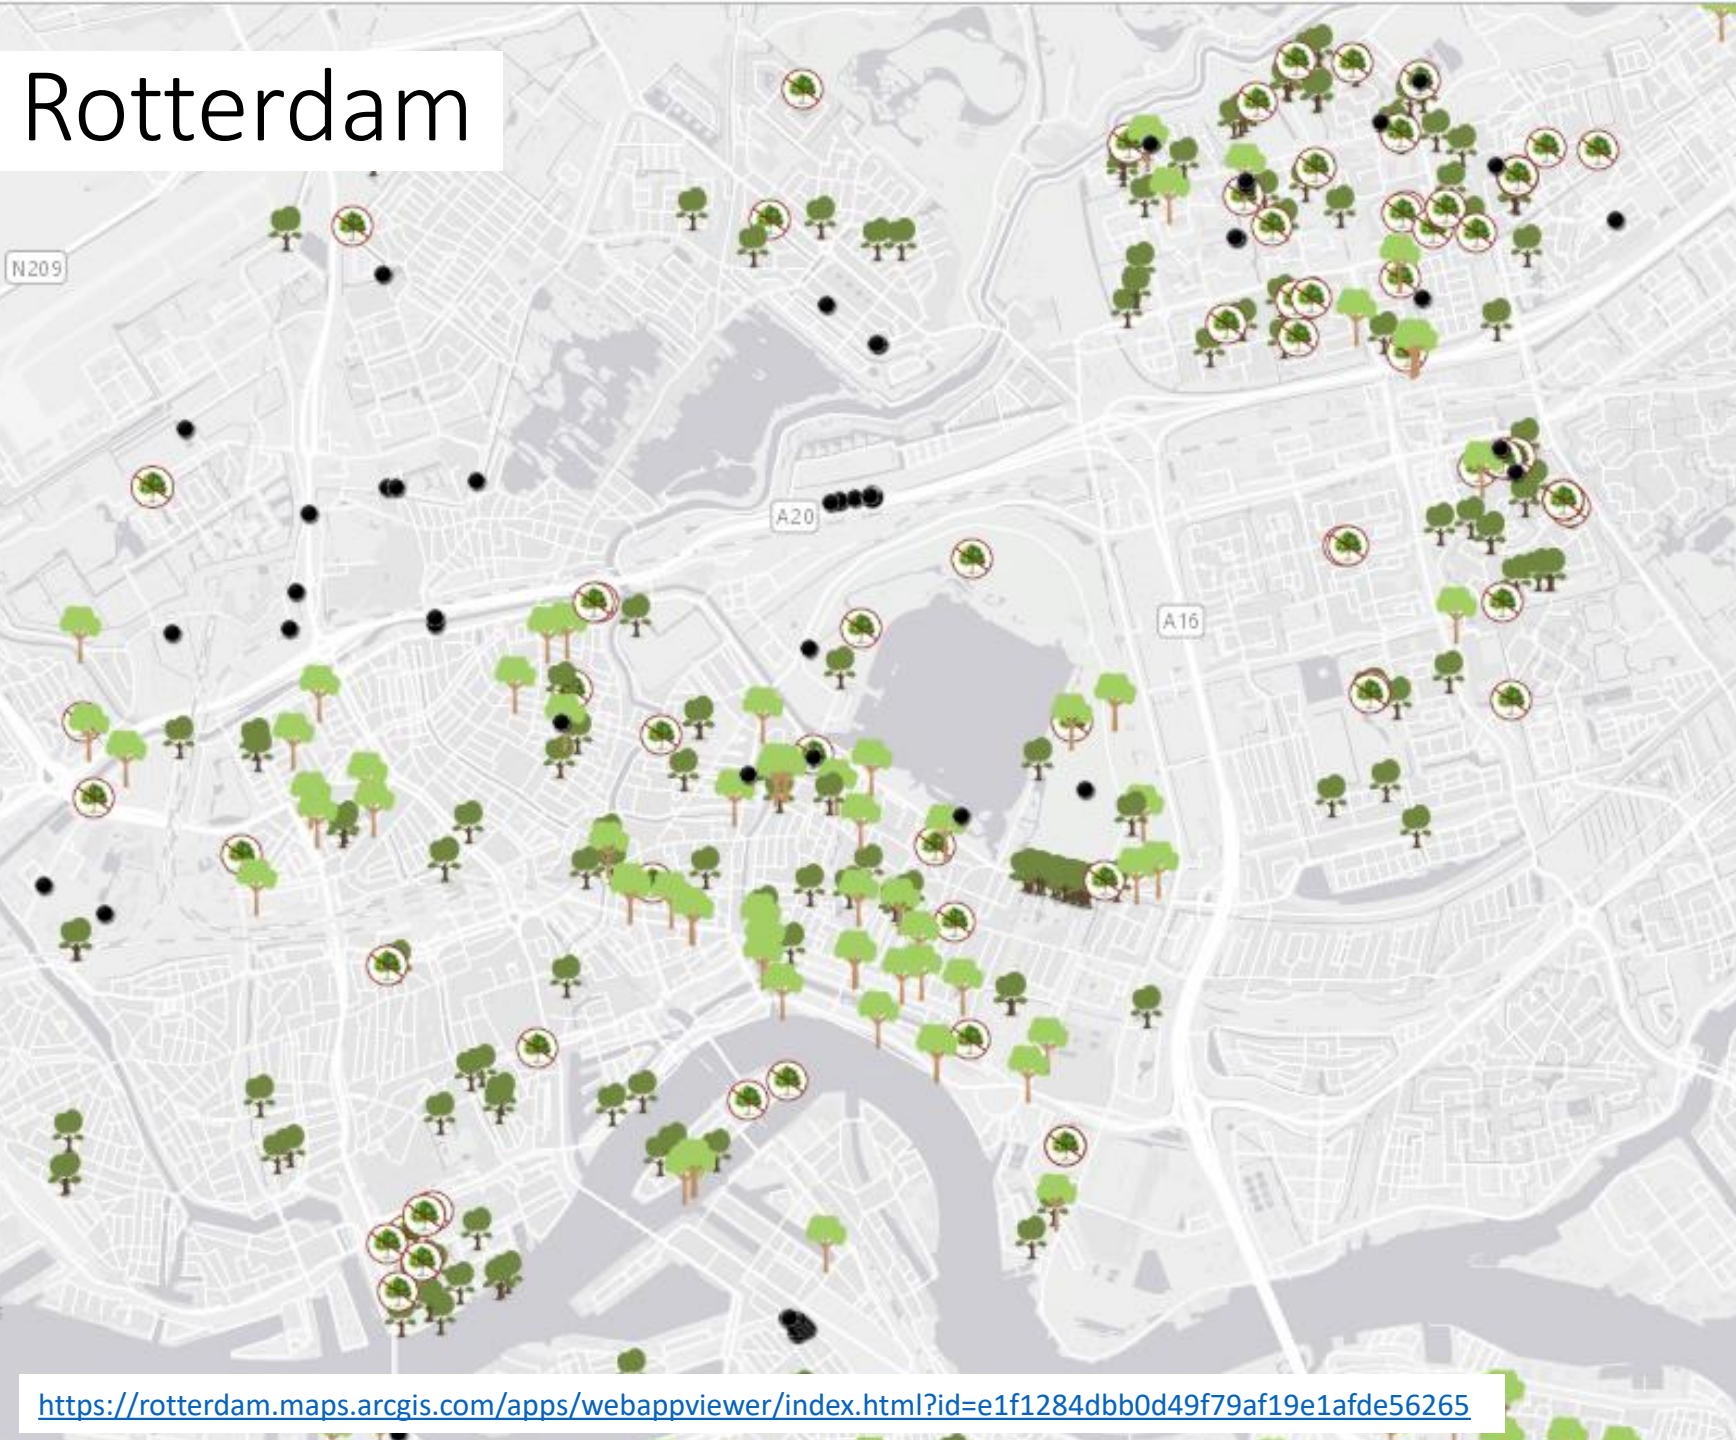 Rotterdam
N209
A20
A16
https://rotterdam.maps.arcgis.com/apps/webappviewer/index.html?id=e1f1284dbb0d49f79af19e1afde56265